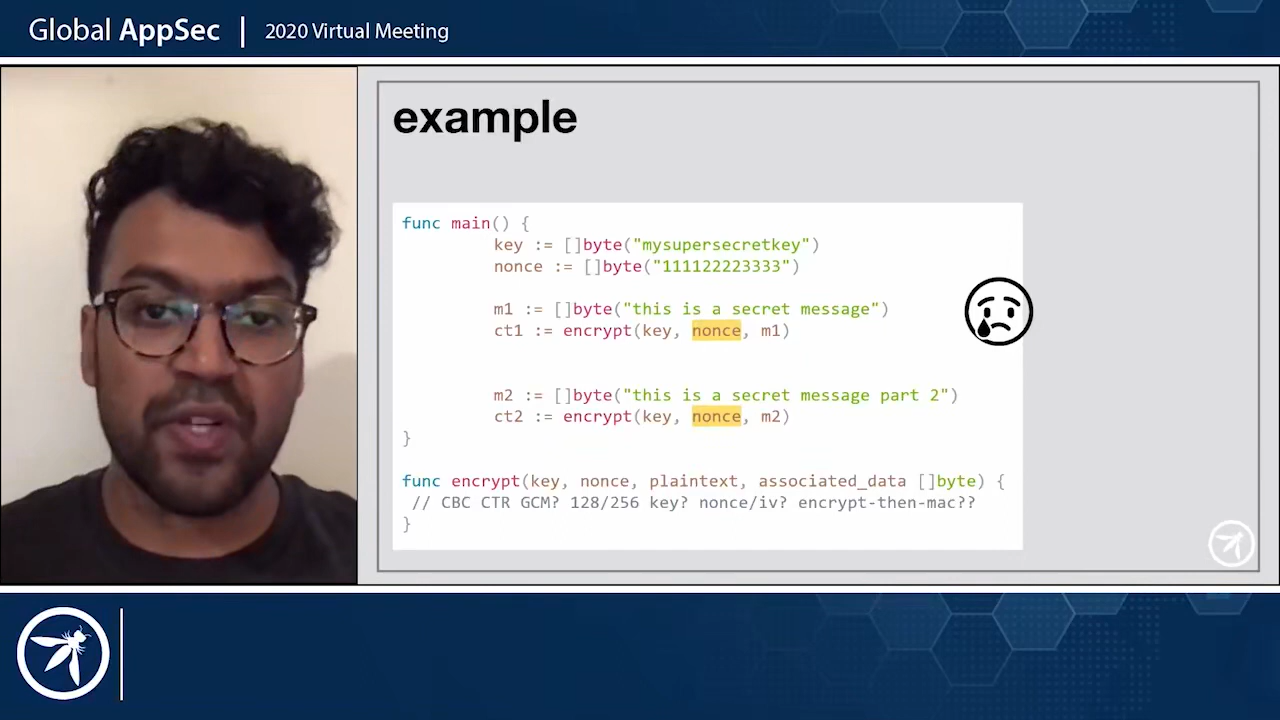 Global AppSec | 2020 Virtual Meeting
example
func main() {
key := []byte("mysupersecretkey")
nonce := []byte("111122223333")
m1 := []byte("this is a secret message")
ct1 := encrypt(key, nonce, m1)
m2 := []byte("this is a secret message part 2")
ct2 := encrypt(key, nonce, m2)
}
func encrypt(key, nonce, plaintext, associated_data []byte) {
// CBC CTR GCM? 128/256 key? nonce/iv? encrypt-then-mac??
}